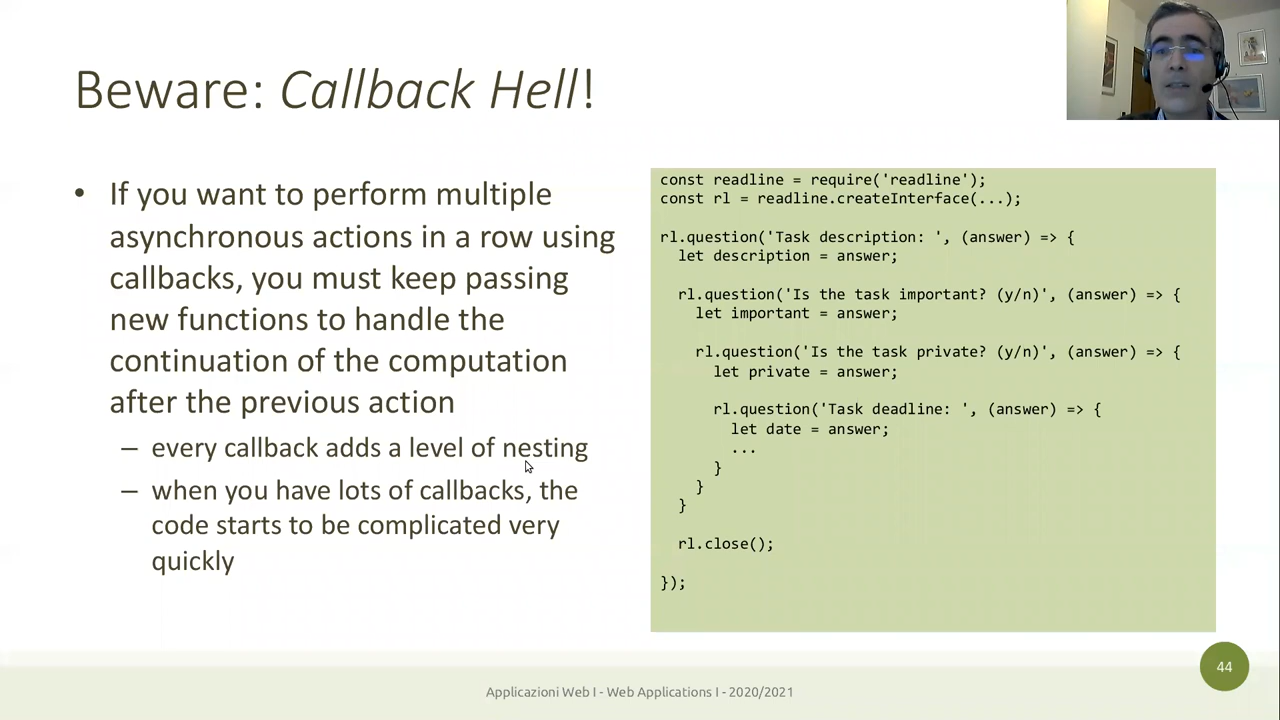 Beware: Callback Hell!
• If you want to perform multiple
asynchronous actions in a row using
callbacks, you must keep passing
new functions to handle the
continuation of the computation
after the previous action
– every callback adds a level of nesting
– when you have lots of callbacks, the
code starts to be complicated very
quickly
const readline = require('readline');
const rl = readline.createInterface(...);
rl.question('Task description: ', (answer) => {
  let description = answer;
  rl.question('Is the task important? (y/n)', (answer) => {
    let important = answer;
    rl.question('Is the task private? (y/n)', (answer) => {
      let private = answer;
      rl.question('Task deadline: ', (answer) => {
        let date = answer;
        ...
      }
    }
  }
  rl.close();
});
44
Applicazioni Web I - Web Applications I - 2020/2021